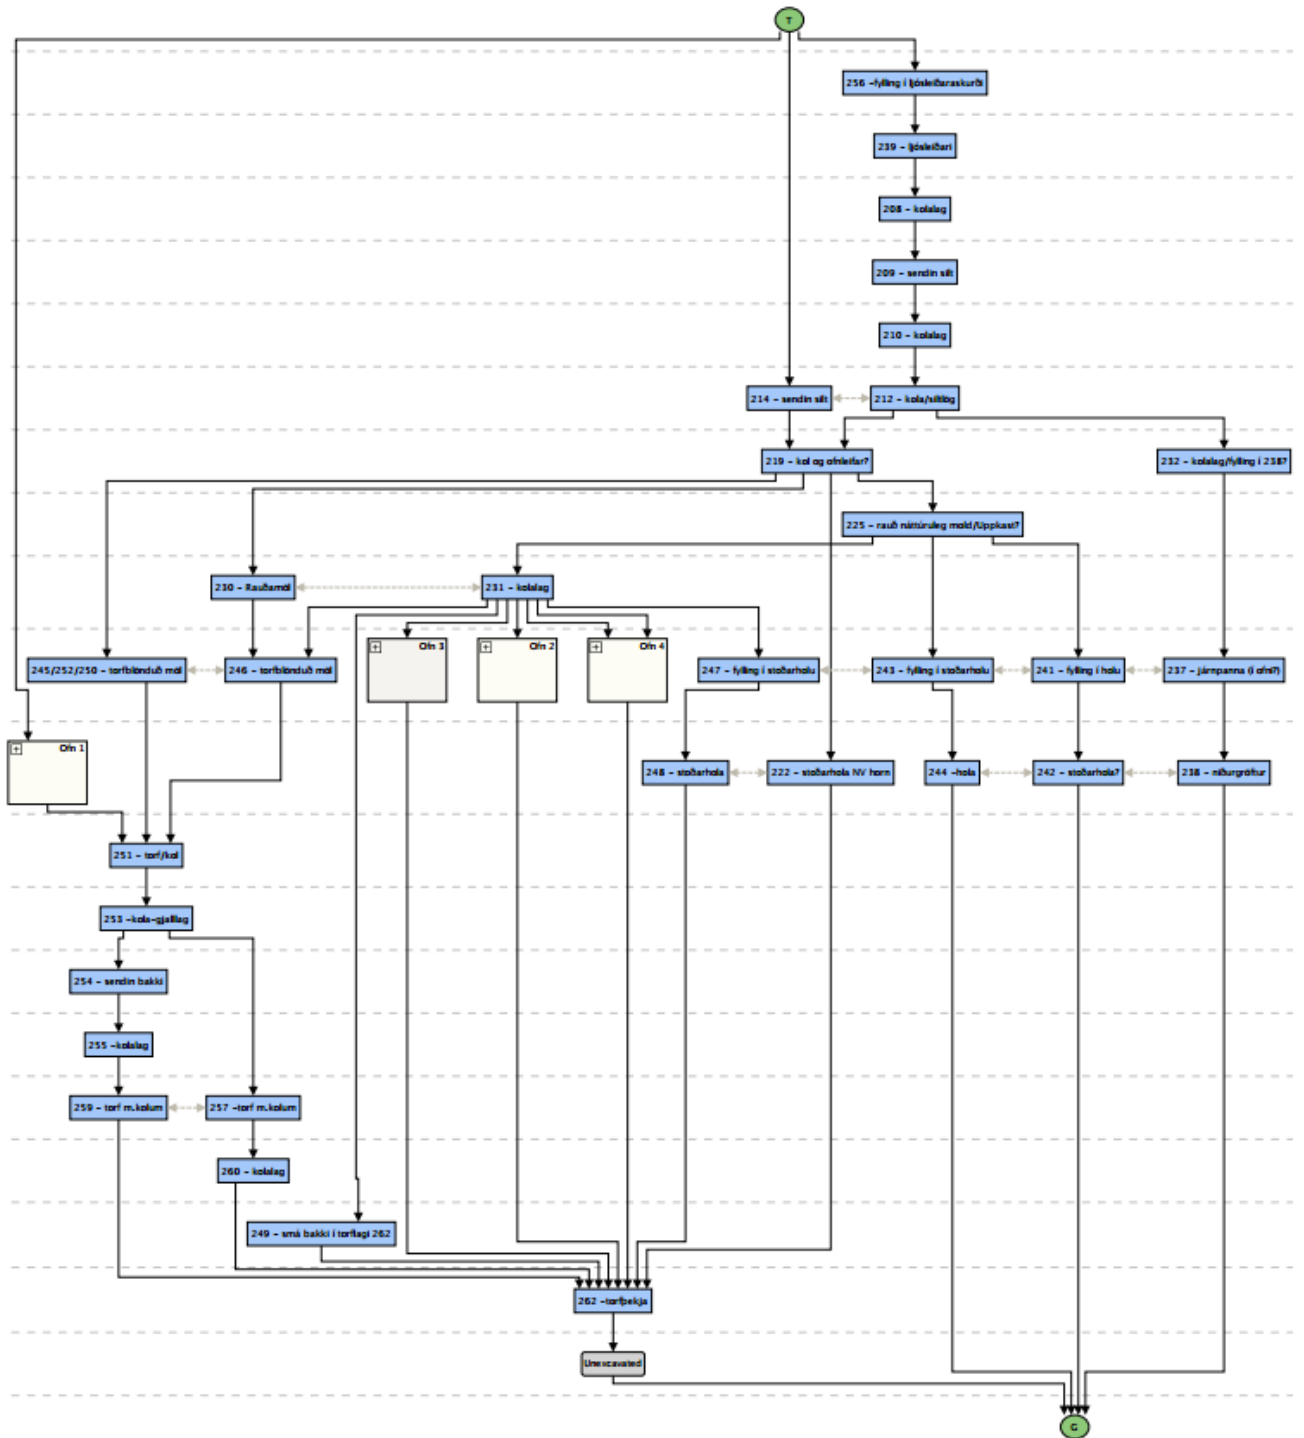 T
256 -fylling í ljósleiðaraskurði
239 - ljósleiðari
208 - kolalag
209 - sendin silt
210 - kolalag
214 - sendin silt
212 - kola/siltlög
219 - kol og ofnleifar?
232 - kolalag/fylling í 238?
225 - rauð náttúruleg mold/Uppkast?
230 - Rauðamöl
231 - kolalag
Ofn 3
Ofn 2
Ofn 4
245/252/250 - torfblönduð möl
246 - torfblönduð möl
247 - fylling í stoðarholu
243 - fylling í stoðarholu
241 - fylling í holu
237 - járnpanna (í ofni?)
Ofn 1
248 - stoðarhola
222 - stoðarhola NV horn
244 -hola
242 - stoðarhola?
238 - niðurgröftur
251 - torf/kol
253 -kola-gjalllag
254 - sendin bakki
255 -kolalag
259 - torf m.kolum
257 -torf m.kolum
260 - kolalag
249 - smá bakki í torflagi 262
262 -torfþekja
Unexcavated
G